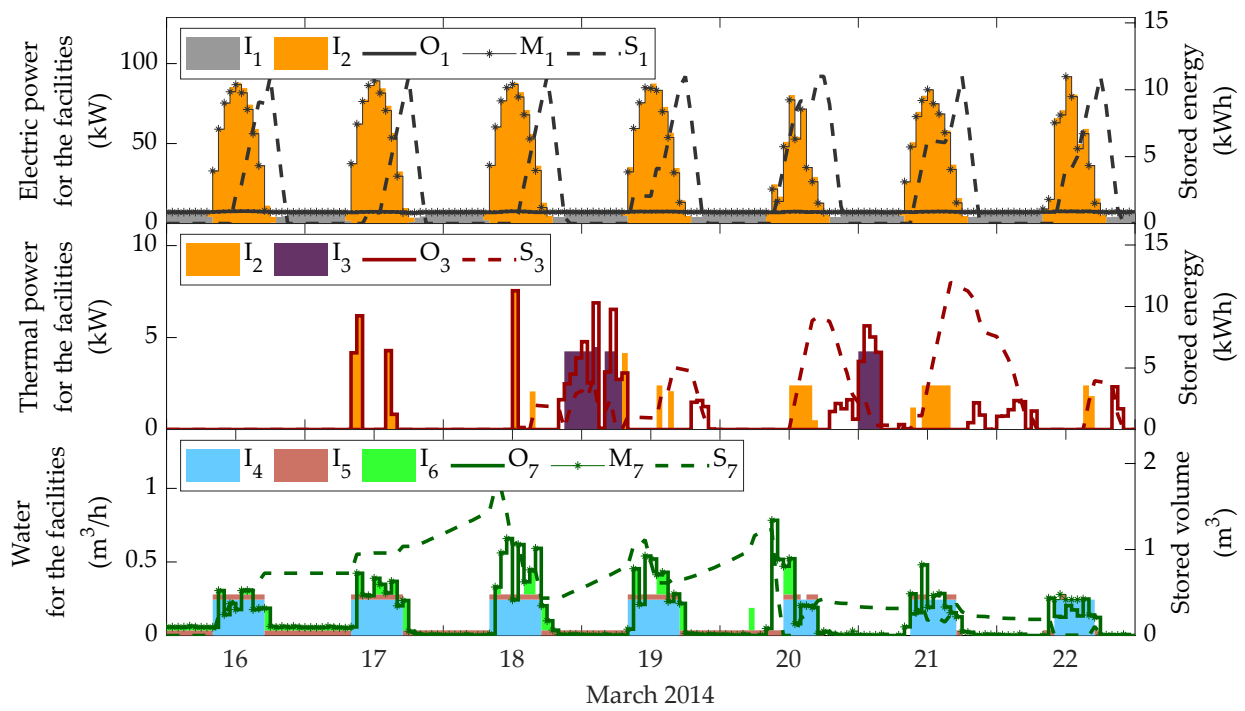 Electric power
for the facilities
(kW)
100
50
0
I1 I2 O1 M1 S1
15
10
5
0
Stored energy
(kWh)
Thermal power
for the facilities
(kW)
10
5
0
I2 I3 O3 S3
15
10
5
0
Stored energy
(kWh)
Water
for the facilities
(m3/h)
1
0.5
0
I4 I5 I6 O7 M7 S7
2
1
0
Stored volume
(m3)
16 17 18 19 20 21 22
March 2014